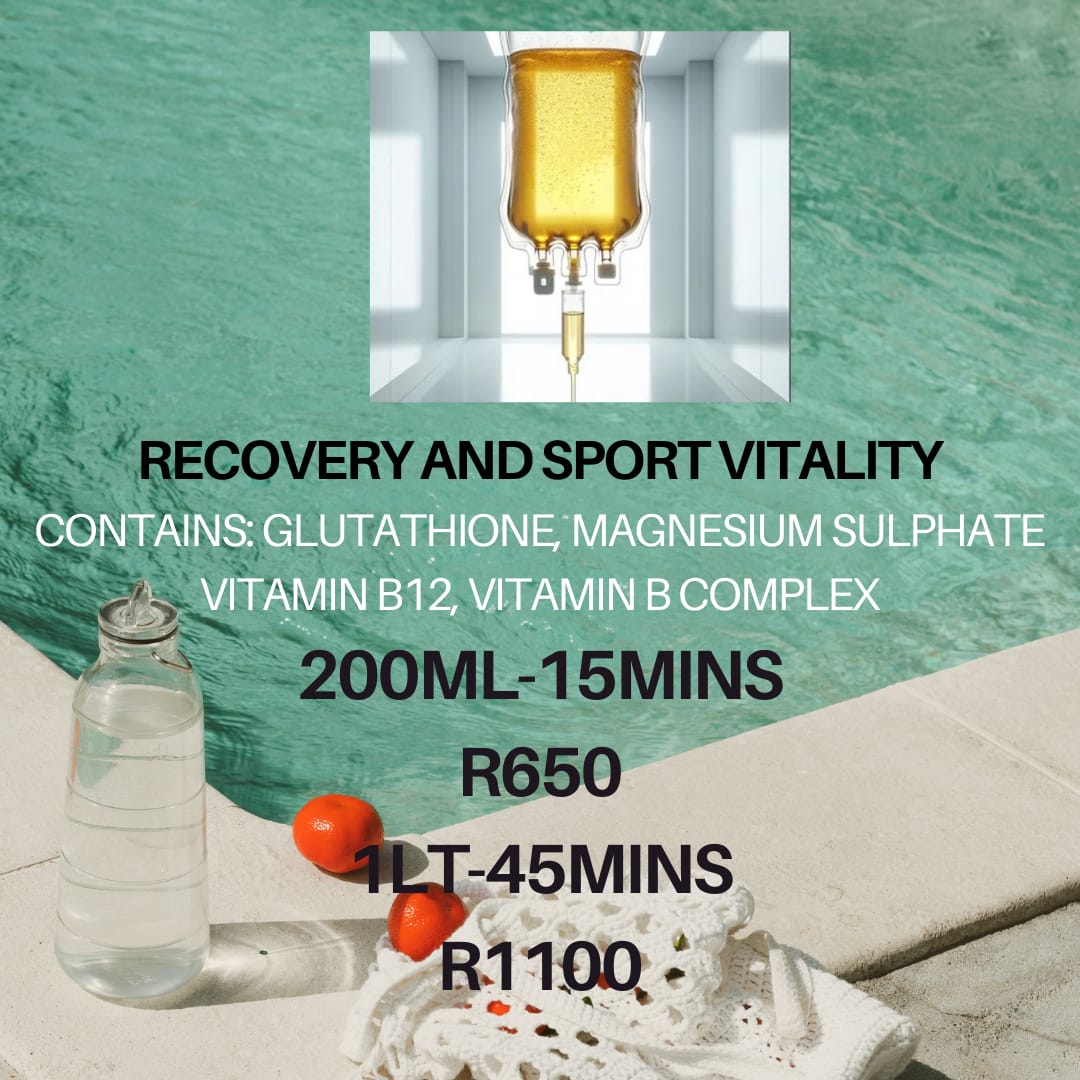 RECOVERY AND SPORT VITALITY
CONTAINS: GLUTATHIONE, MAGNESIUM SULPHATE
VITAMIN B12, VITAMIN B COMPLEX
200ML-15MINS
R650
1LT-45MINS
R1100